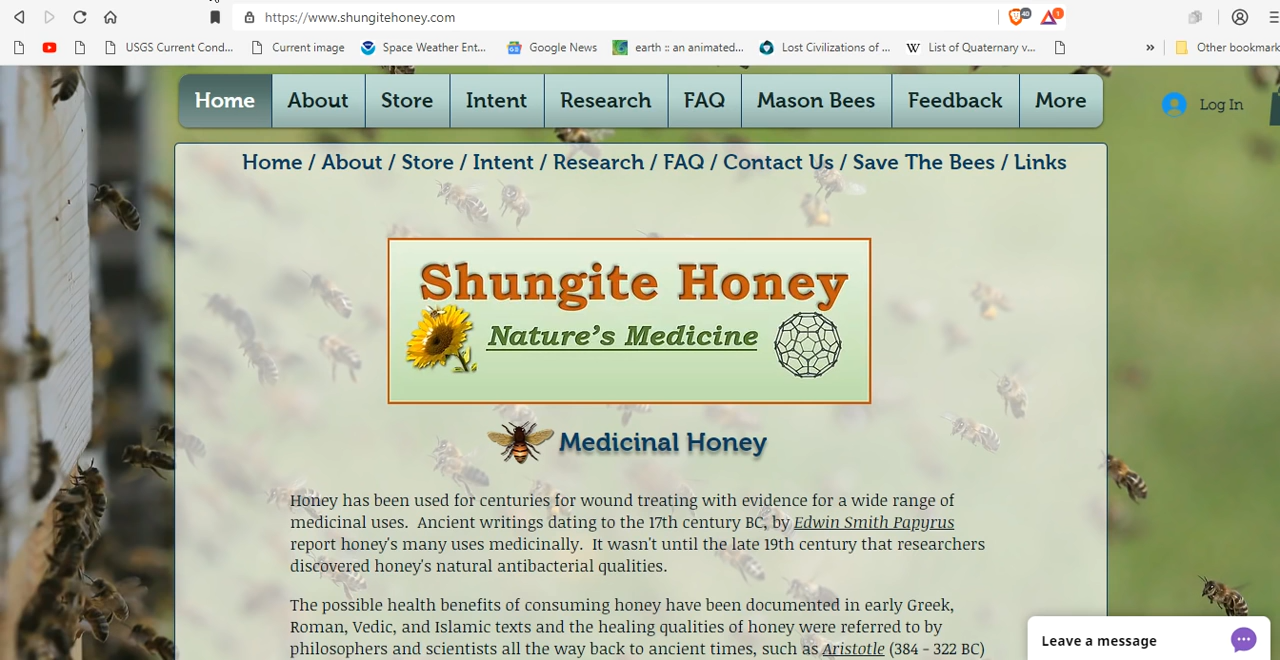 https://www.shungitehoney.com
40
1
USGS Current Cond...
Current image
Space Weather Ent...
Google News
earth :: an animated...
Lost Civilizations of ...
W
List of Quaternary v...
»
Other bookmark
Home
About
Store
Intent
Research
FAQ
Mason Bees
Feedback
More
Log In
Home / About / Store / Intent / Research / FAQ / Contact Us / Save The Bees / Links
Shungite Honey
Nature's Medicine
Medicinal Honey
Honey has been used for centuries for wound treating with evidence for a wide range of
medicinal uses. Ancient writings dating to the 17th century BC, by Edwin Smith Papyrus
report honey's many uses medicinally. It wasn't until the late 19th century that researchers
discovered honey's natural antibacterial qualities.
The possible health benefits of consuming honey have been documented in early Greek,
Roman, Vedic, and Islamic texts and the healing qualities of honey were referred to by
philosophers and scientists all the way back to ancient times, such as Aristotle (384 - 322 BC)
Leave a message